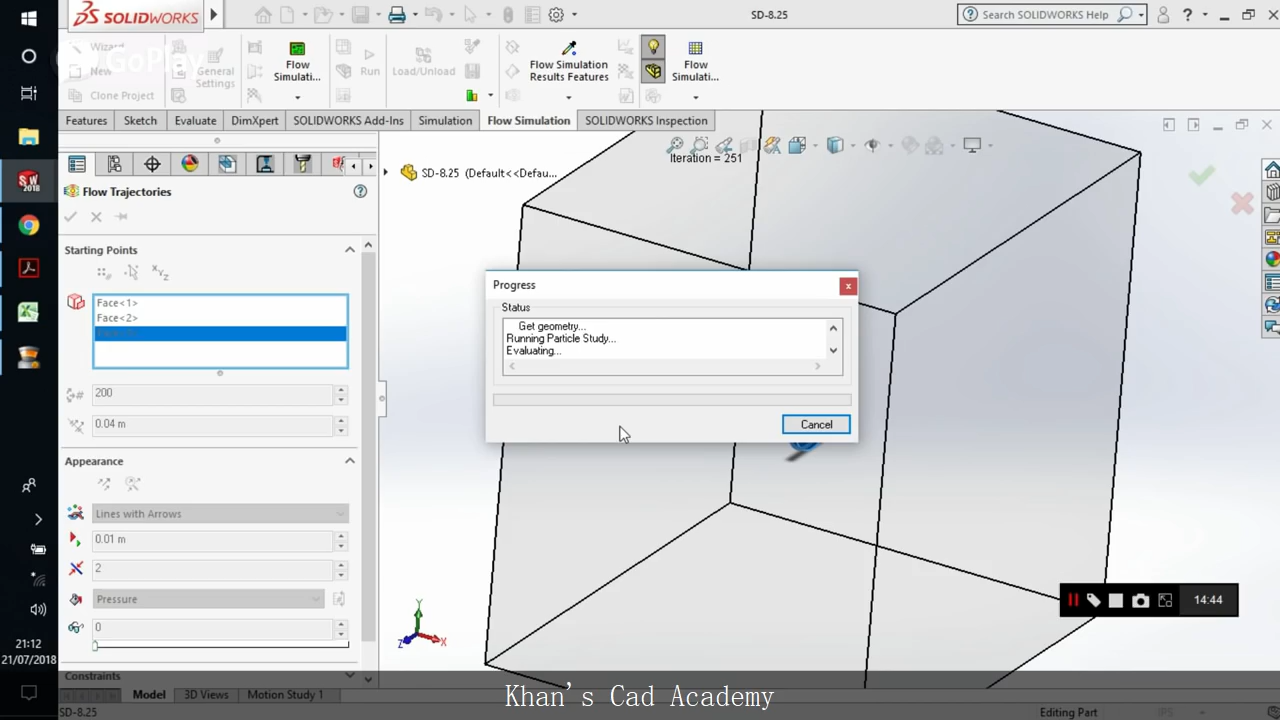 SOLIDWORKS
SD-8.25
Search SOLIDWORKS Help
?
Wizard
New
Clone Project
GoPlay
General
Settings
Flow
Simulati...
Run
Load/Unload
Flow Simulation
Results Features
Flow
Simulati...
Features
Sketch
Evaluate
DimXpert
SOLIDWORKS Add-Ins
Simulation
Flow Simulation
SOLIDWORKS Inspection
SW
2018
Iteration = 251
SD-8.25 (Default<<Defau...
Flow Trajectories
Starting Points
Face<1>
Face<2>
200
0.04 m
Appearance
Lines with Arrows
0.01 m
2
Pressure
0
Constraints
Progress
Status
Get geometry...
Running Particle Study...
Evaluating...
Cancel
Y
Z
X
14:44
21:12
21/07/2018
Model
3D Views
Motion Study 1
Khan's Cad Academy
SD-8.25
Editing Part
IPS